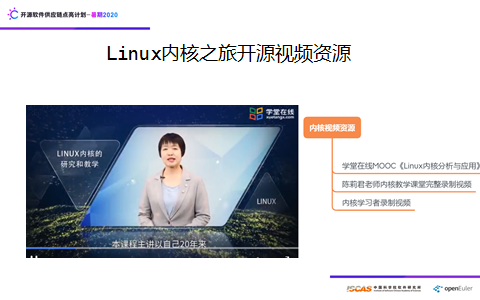 开源软件供应链点亮计划-暑期2020
Linux内核之旅开源视频资源
学堂在线
xuetangx.com
LINUX内核的
研究和教学
LINUX
本课程主讲以自己20年来
内核视频资源
学堂在线MOOC《Linux内核分析与应用》
陈莉君老师内核教学课堂完整录制视频
内核学习者录制视频
ISCAS 中国科学院软件研究所
openEuler